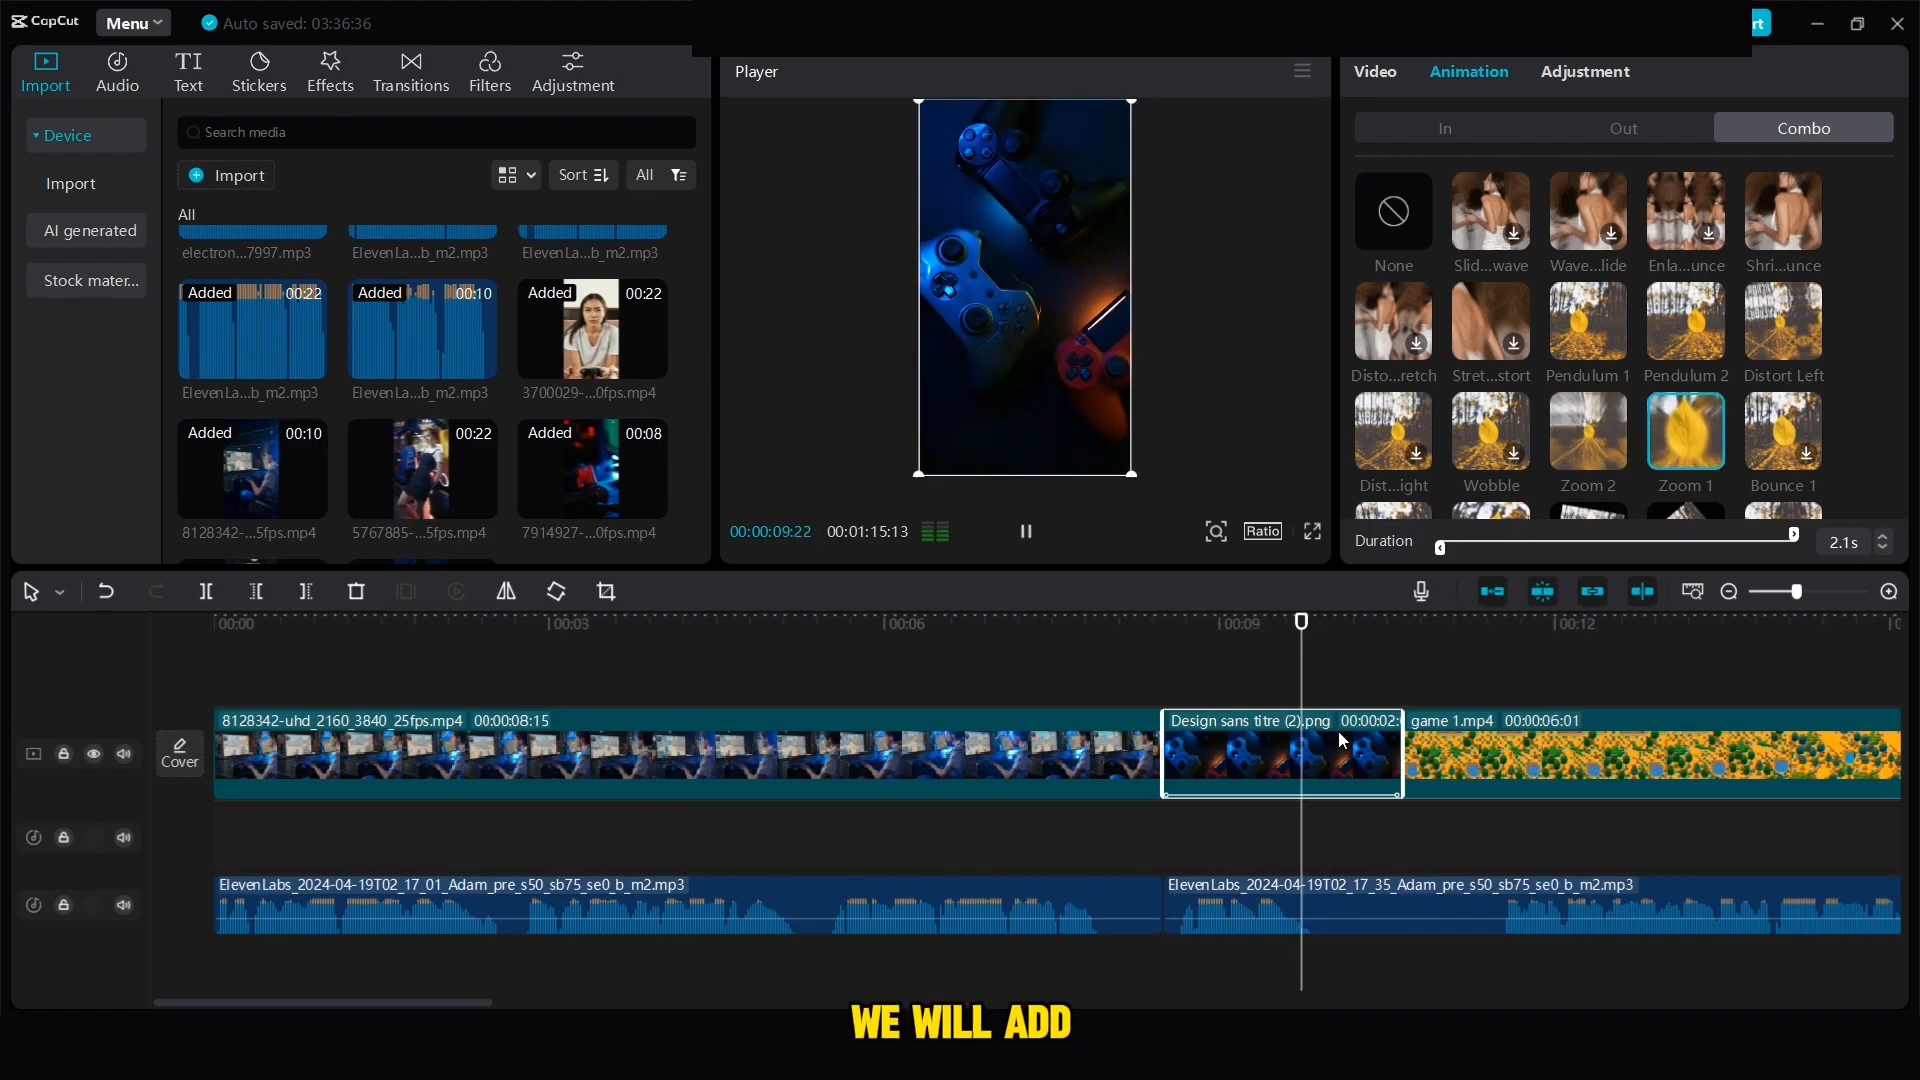 CapCut
Menu
Auto saved: 03:36:36
rt
Import
Audio
Text
Stickers
Effects
Transitions
Filters
Adjustment
Device
Import
AI generated
Stock mater...
Search media
Import
Sort
All
All
electron...7997.mp3
ElevenLa...b_m2.mp3
ElevenLa...b_m2.mp3
Added 00:22
Added 00:10
Added 00:22
ElevenLa...b_m2.mp3
ElevenLa...b_m2.mp3
3700029-...0fps.mp4
Added 00:10
00:22
Added 00:08
8128342-...5fps.mp4
5767885-...5fps.mp4
7914927-...0fps.mp4
Player
00:00:09:22
00:01:15:13
Ratio
Video
Animation
Adjustment
In
Out
Combo
None
Slid...wave
Wave...lide
Enla...unce
Shri...unce
Disto...retch
Stret...stort
Pendulum 1
Pendulum 2
Distort Left
Dist...ight
Wobble
Zoom 2
Zoom 1
Bounce 1
Duration
2.1s
00:00
00:03
00:06
00:09
00:12
Cover
8128342-uhd_2160_3840_25fps.mp4 00:00:08:15
Design sans titre (2).png 00:00:02:
game 1.mp4 00:00:06:01
ElevenLabs_2024-04-19T02_17_01_Adam_pre_s50_sb75_se0_b_m2.mp3
ElevenLabs_2024-04-19T02_17_35_Adam_pre_s50_sb75_se0_b_m2.mp3
WE WILL ADD